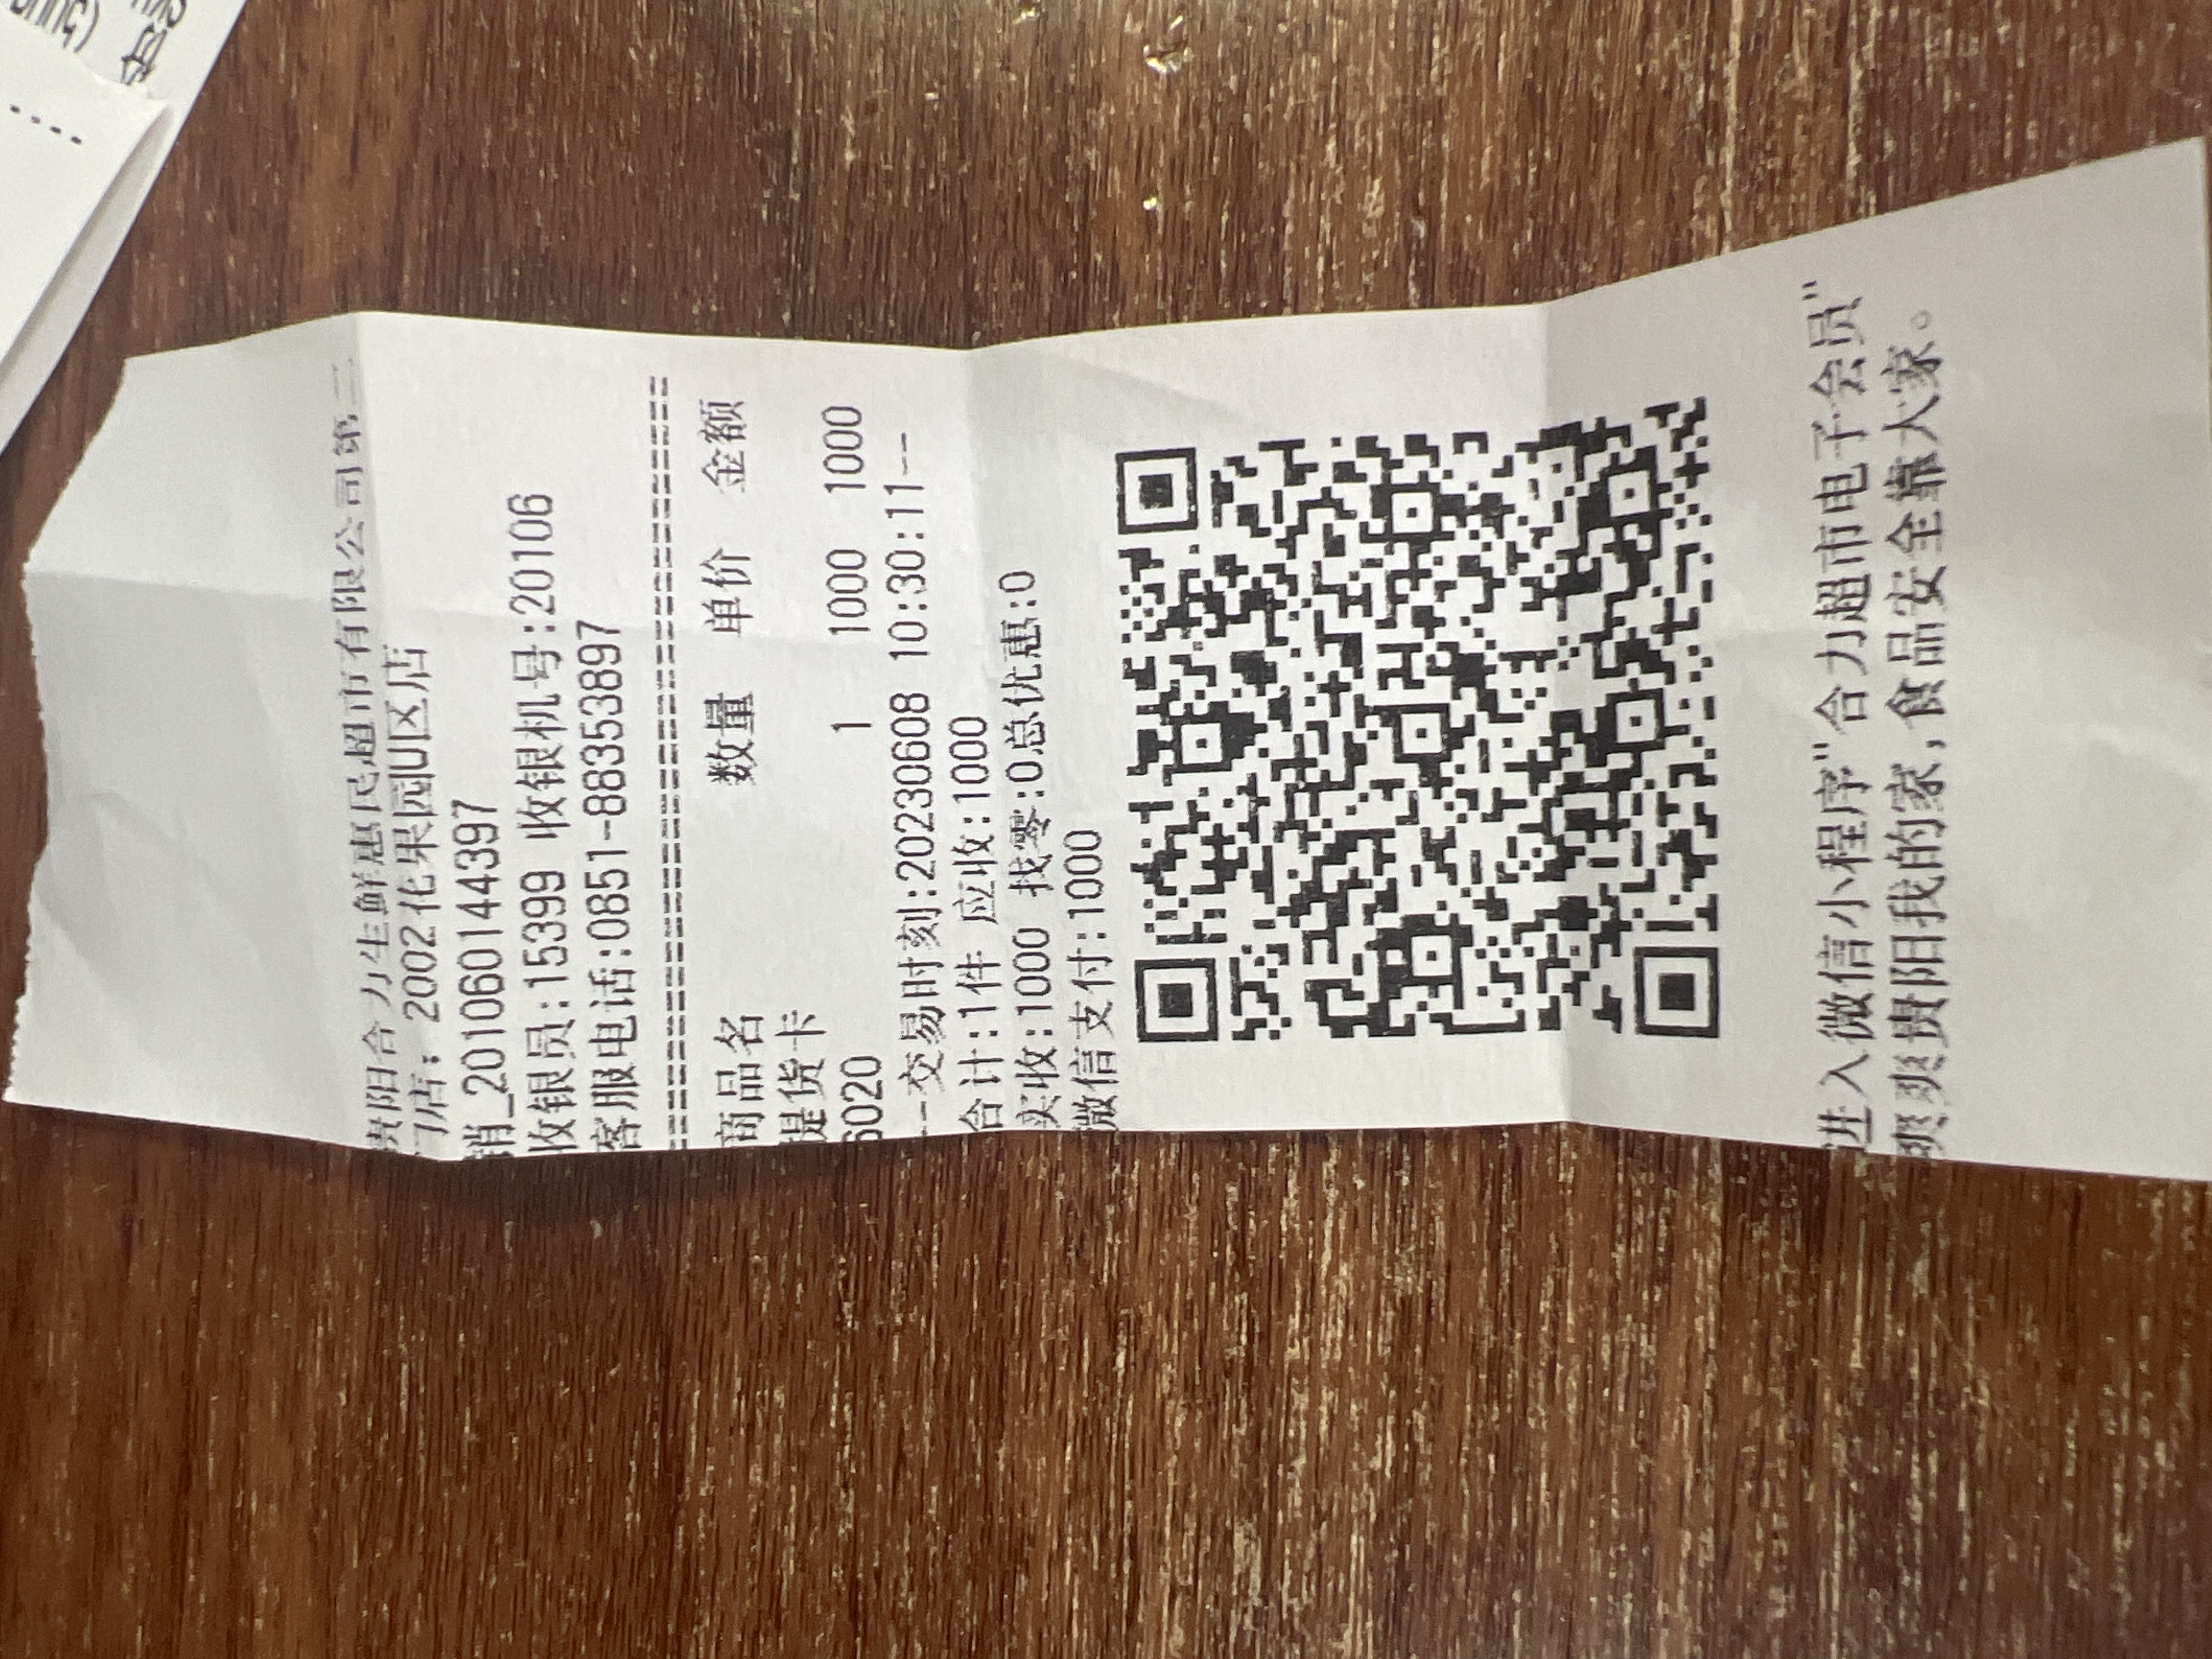 贵阳合力生鲜惠民超市有限公司第二
门店: 2002花果园U区店
销_201060144397
收银员:15399 收银机号:20106
客服电话:0851-88353897
商品名 数量 单价 金额
提货卡
6020 1 1000 1000
--交易时刻:20230608 10:30:11--
合计:1件 应收:1000
实收:1000 找零:0总优惠:0
微信支付:1000
进入微信小程序"合力超市电子会员"
爽爽贵阳我的家,食品安全靠大家。